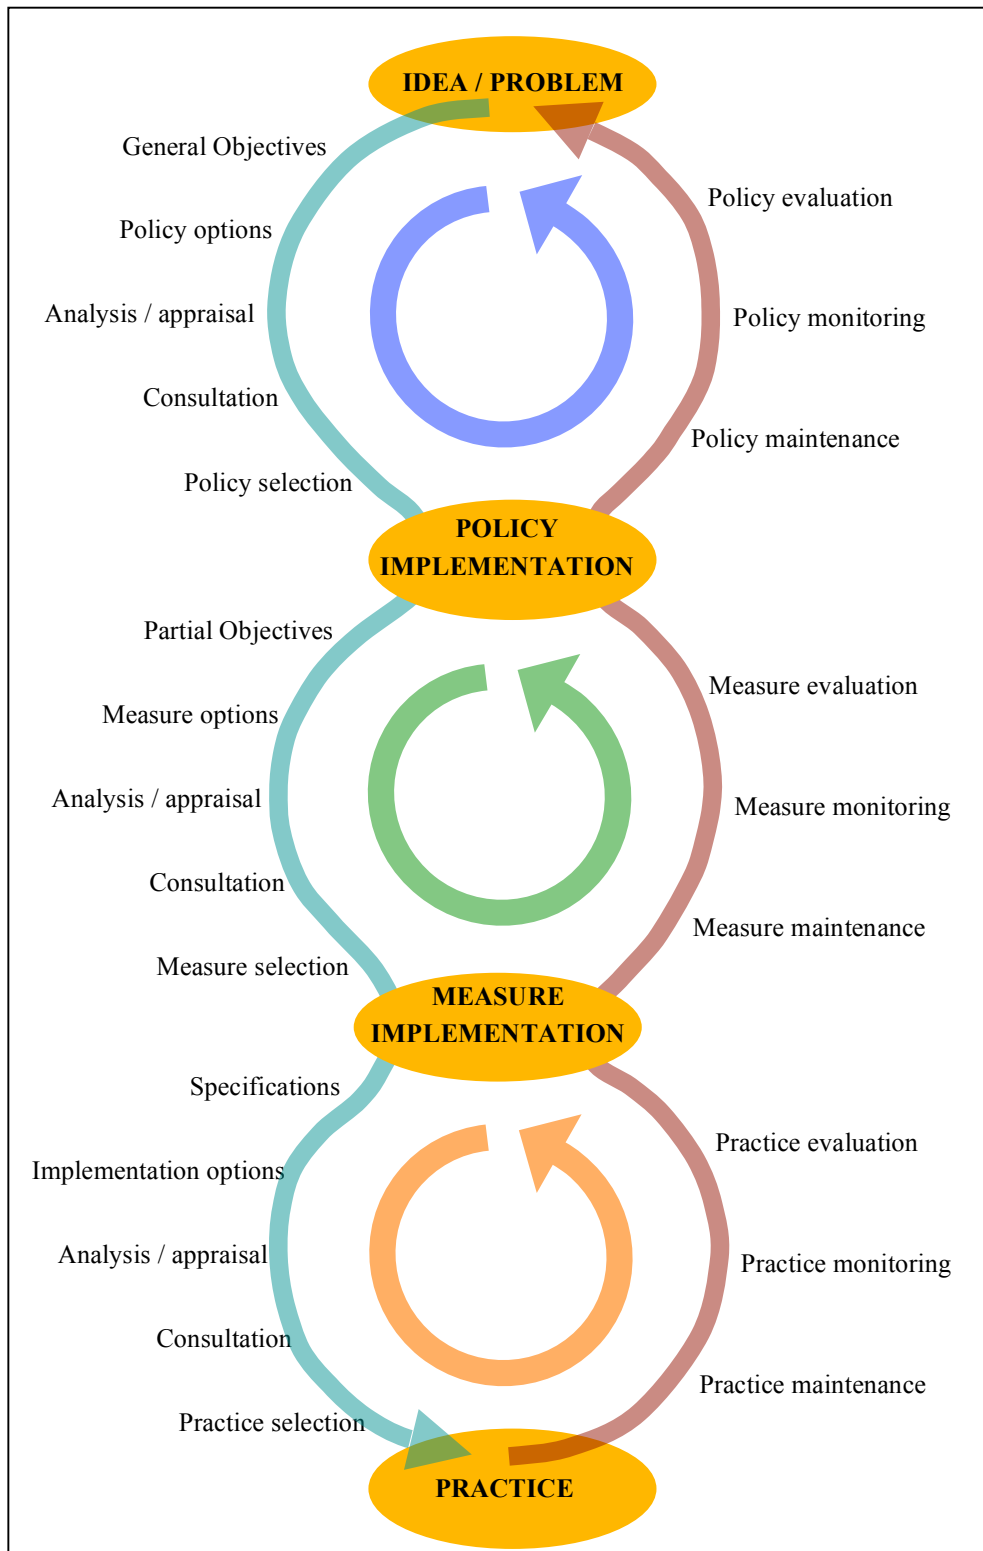 IDEA / PROBLEM
General Objectives
Policy options
Analysis / appraisal
Consultation
Policy selection
Policy evaluation
Policy monitoring
Policy maintenance
POLICY
IMPLEMENTATION
Partial Objectives
Measure options
Analysis / appraisal
Consultation
Measure selection
Measure evaluation
Measure monitoring
Measure maintenance
MEASURE
IMPLEMENTATION
Specifications
Implementation options
Analysis / appraisal
Consultation
Practice selection
Practice evaluation
Practice monitoring
Practice maintenance
PRACTICE